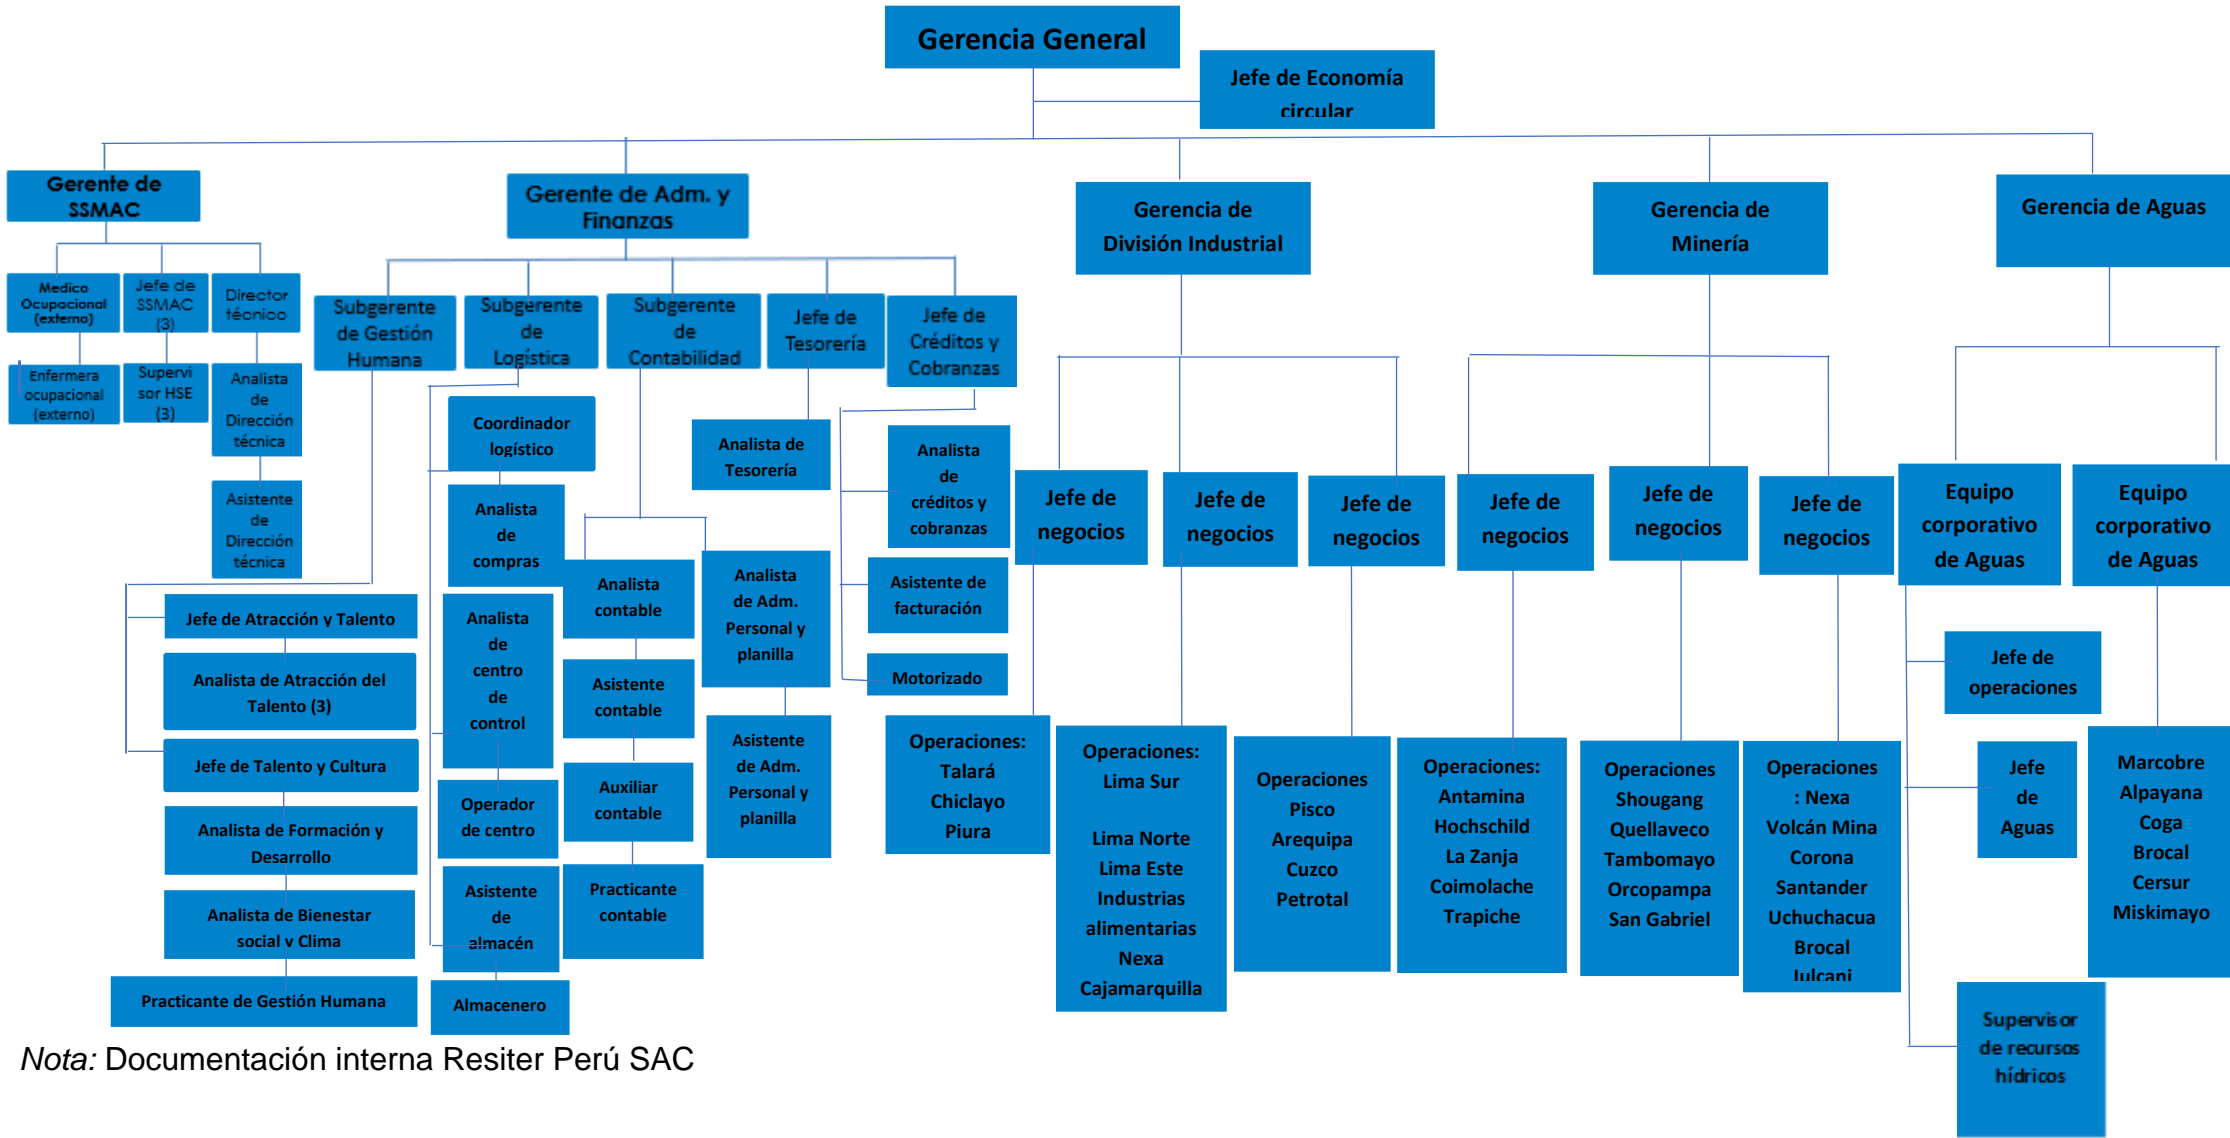 Gerencia General
Jefe de Economía
circular
Gerente de
SSMAC
Gerente de Adm. y
Finanzas
Gerencia de
División Industrial
Gerencia de
Minería
Gerencia de Aguas
Medico
Ocupacional
(externo)
Jefe de
SSMAC
(3)
Director
técnico
Subgerente
de Gestión
Humana
Subgerente
de
Logística
Subgerente
de
Contabilidad
Jefe de
Tesorería
Jefe de
Créditos y
Cobranzas
Enfermera
ocupacional
(externo)
Supervi
sor HSE
(3)
Analista
de
Dirección
técnica
Asistente
de
Dirección
técnica
Jefe de Atracción y Talento
Analista de Atracción del
Talento (3)
Jefe de Talento y Cultura
Analista de Formación y
Desarrollo
Analista de Bienestar
social y Clima
Practicante de Gestión Humana
Coordinador
logístico
Analista
de
compras
Analista
de
centro
de
control
Operador
de centro
Asistente
de
almacén
Almacenero
Analista
contable
Asistente
contable
Auxiliar
contable
Practicante
contable
Analista
de Adm.
Personal y
planilla
Asistente
de Adm.
Personal y
planilla
Analista de
Tesorería
Analista
de
créditos y
cobranzas
Asistente de
facturación
Motorizado
Jefe de
negocios
Jefe de
negocios
Jefe de
negocios
Jefe de
negocios
Jefe de
negocios
Jefe de
negocios
Equipo
corporativo
de Aguas
Equipo
corporativo
de Aguas
Operaciones:
Talará
Chiclayo
Piura
Operaciones:
Lima Sur
Lima Norte
Lima Este
Industrias
alimentarias
Nexa
Cajamarquilla
Operaciones
Pisco
Arequipa
Cuzco
Petrotal
Operaciones:
Antamina
Hochschild
La Zanja
Coimolache
Trapiche
Operaciones
Shougang
Quellaveco
Tambomayo
Orcopampa
San Gabriel
Operaciones
: Nexa
Volcán Mina
Corona
Santander
Uchuchacua
Brocal
Julcani
Jefe de
operaciones
Jefe
de
Aguas
Supervisor
de recursos
hídricos
Marcobre
Alpayana
Coga
Brocal
Cersur
Miskimayo
Nota: Documentación interna Resiter Perú SAC